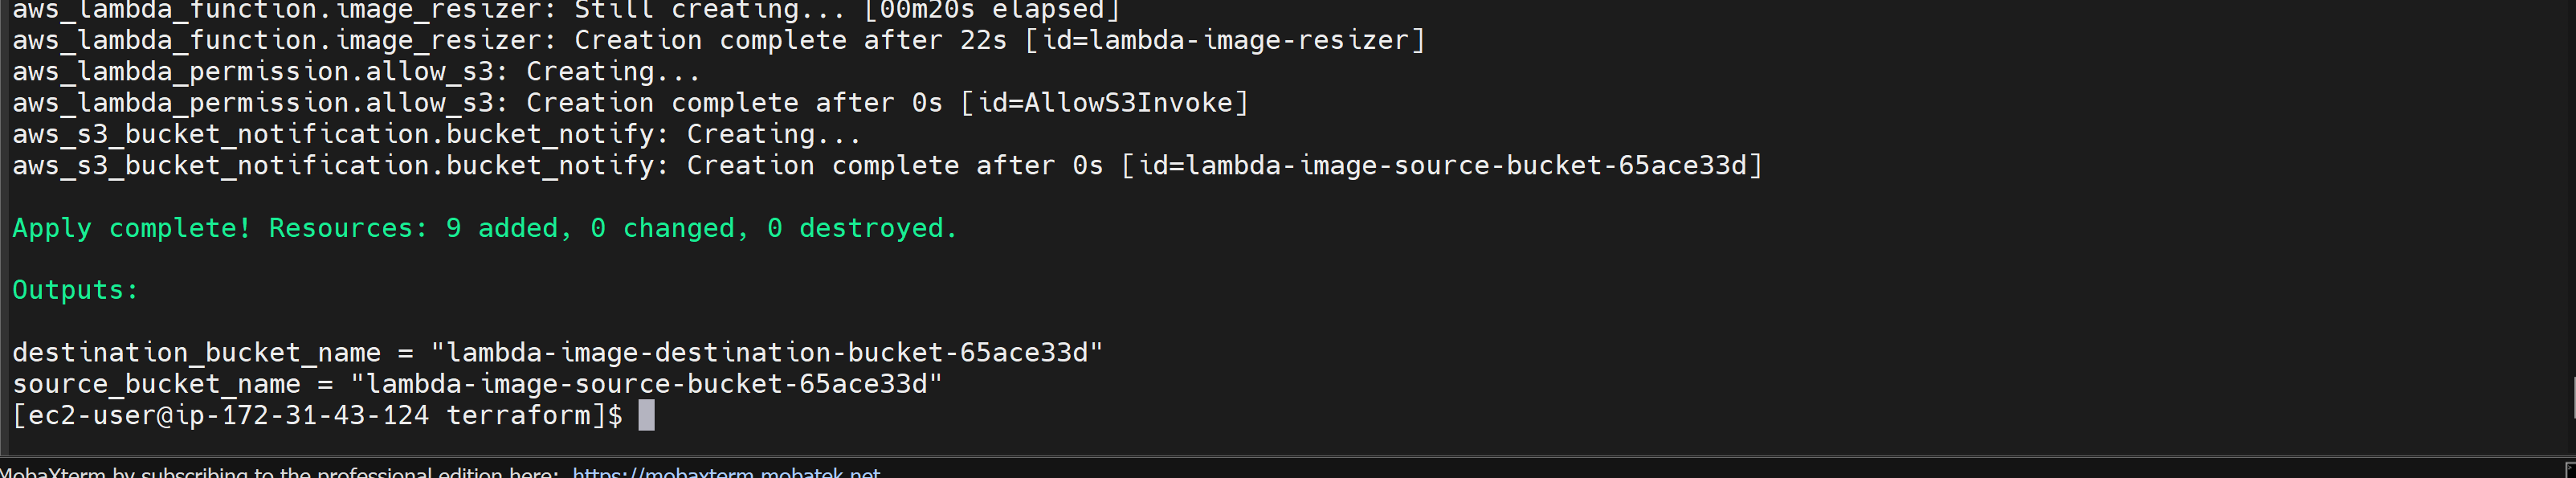 aws_lambda_function.image_resizer: Still creating... [00m20s elapsed]
aws_lambda_function.image_resizer: Creation complete after 22s [id=lambda-image-resizer]
aws_lambda_permission.allow_s3: Creating...
aws_lambda_permission.allow_s3: Creation complete after 0s [id=AllowS3Invoke]
aws_s3_bucket_notification.bucket_notify: Creating...
aws_s3_bucket_notification.bucket_notify: Creation complete after 0s [id=lambda-image-source-bucket-65ace33d]
Apply complete! Resources: 9 added, 0 changed, 0 destroyed.
Outputs:
destination_bucket_name = "lambda-image-destination-bucket-65ace33d"
source_bucket_name = "lambda-image-source-bucket-65ace33d"
[ec2-user@ip-172-31-43-124 terraform]$
MobaXterm by subscribing to the professional edition here: https://mobaxterm.mobatek.net